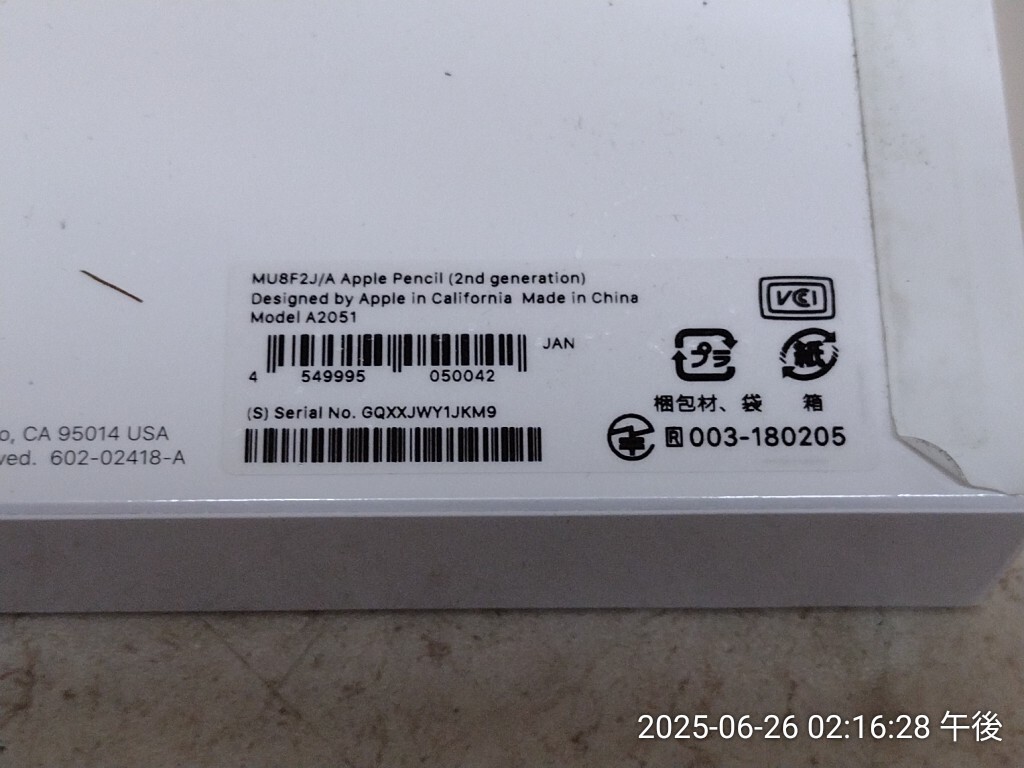 MU8F2J/A Apple Pencil (2nd generation)
Designed by Apple in California Made in China
Model A2051
JAN
4 549995 050042
(S) Serial No. GQXXJWY1JKM9
VCI
プラ 紙
梱包材、袋 箱
R 003-180205
o, CA 95014 USA
ved. 602-02418-A
2025-06-26 02:16:28 午後